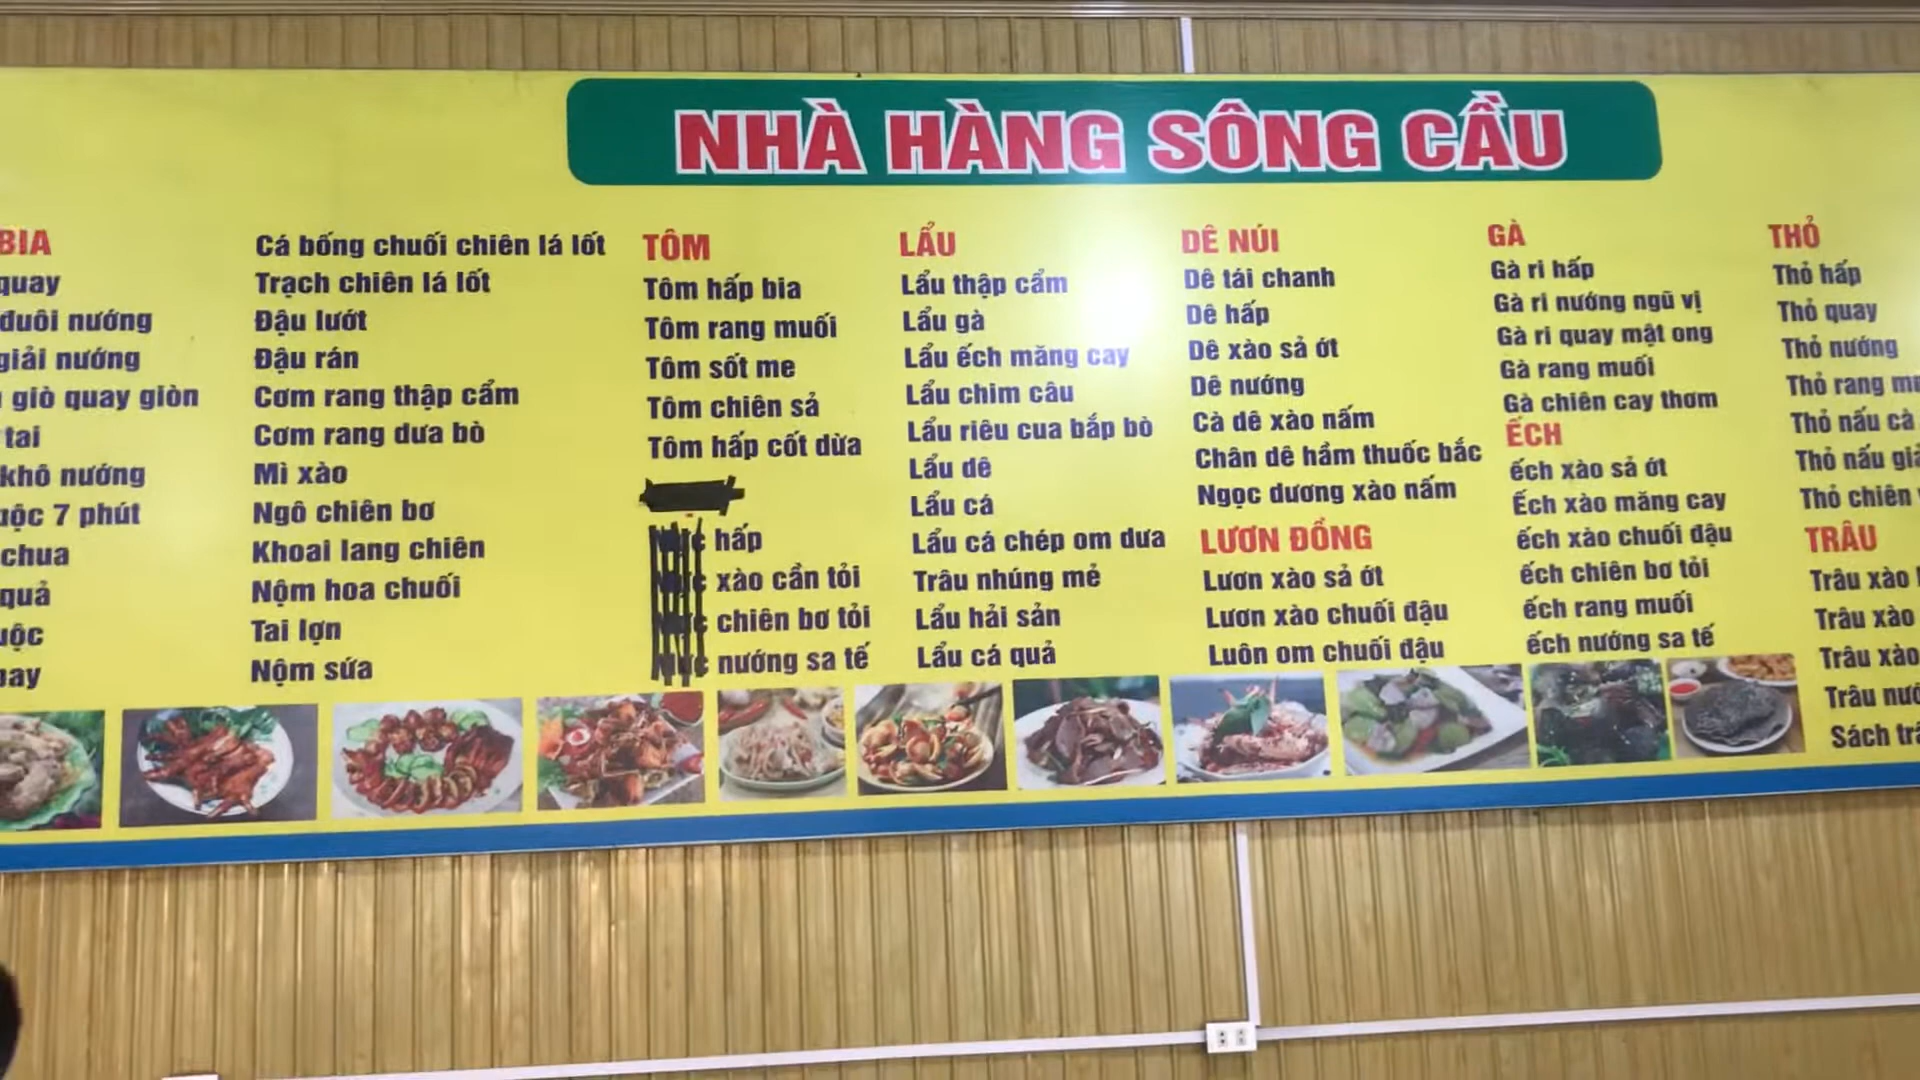 NHÀ HÀNG SÔNG CẦU
BIA
quay
đuôi nướng
giải nướng
giò quay giòn
tai
khô nướng
7 phút
chua
quả
Cá bống chuối chiên lá lốt
Trạch chiên lá lốt
Đậu lướt
Đậu rán
Cơm rang thập cẩm
Cơm rang dưa bò
Mì xào
Ngô chiên bơ
Khoai lang chiên
Nộm hoa chuối
Tai lợn
Nộm sứa
TÔM
Tôm hấp bia
Tôm rang muối
Tôm sốt me
Tôm chiên sả
Tôm hấp cốt dừa
hấp
xào cần tỏi
chiên bơ tỏi
nướng sa tế
LẨU
Lẩu thập cẩm
Lẩu gà
Lẩu ếch măng cay
Lẩu chim câu
Lẩu riêu cua bắp bò
Lẩu dê
Lẩu cá
Lẩu cá chép om dưa
Trâu nhúng mẻ
Lẩu hải sản
Lẩu cá quả
DÊ NÚI
Dê tái chanh
Dê hấp
Dê xào sả ớt
Dê nướng
Cà dê xào nấm
Chân dê hầm thuốc bắc
Ngọc dương xào nấm
LƯƠN ĐỒNG
Lươn xào sả ớt
Lươn xào chuối đậu
Luôn om chuối đậu
GÀ
Gà ri hấp
Gà ri nướng ngũ vị
Gà ri quay mật ong
Gà rang muối
Gà chiên cay thơm
ẾCH
ếch xào sả ớt
Ếch xào măng cay
ếch xào chuối đậu
ếch chiên bơ tỏi
ếch rang muối
ếch nướng sa tế
THỎ
Thỏ hấp
Thỏ quay
Thỏ nướng
Thỏ rang
Thỏ nấu cà
Thỏ nấu
Thỏ chiên
TRÂU
Trâu xào
Trâu xào
Trâu xào
Trâu
Sách